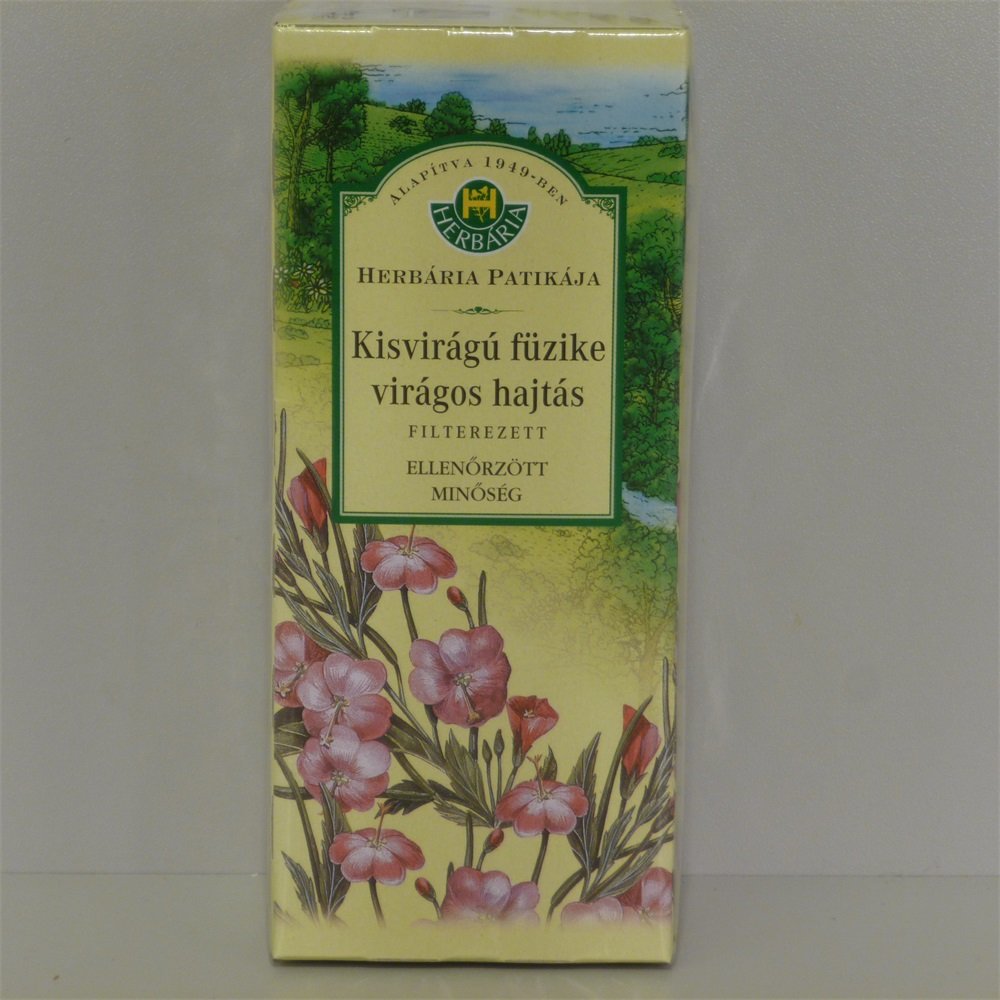 ALAPÍTVA 1949-BEN
H
HERBÁRIA
HERBÁRIA PATIKÁJA
Kisvirágú füzike
virágos hajtás
FILTEREZETT
ELLENŐRZÖTT
MINŐSÉG